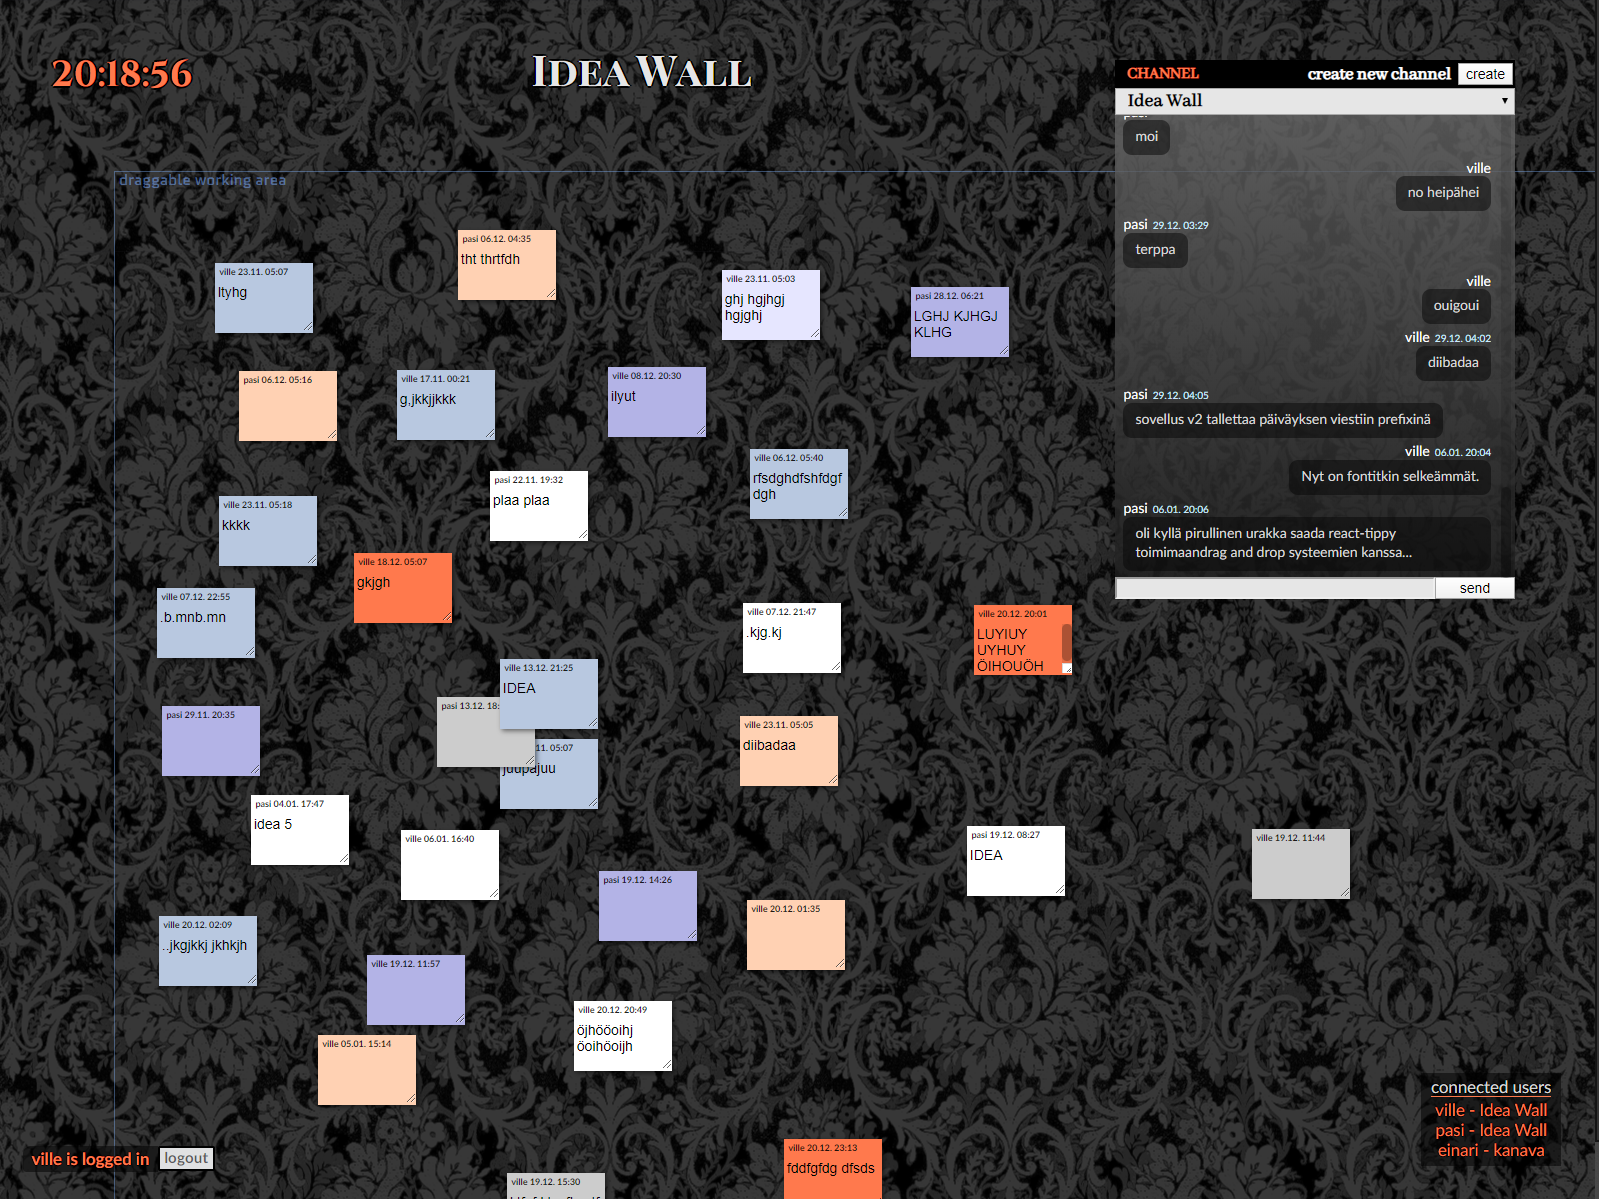 20:18:56
Idea Wall
CHANNEL
create new channel
create
Idea Wall
pasi
moi
ville
no heipähei
pasi 29.12. 03:29
terppa
ville
ouigoui
ville 29.12. 04:02
diibadaa
pasi 29.12. 04:05
sovellus v2 tallettaa päiväyksen viestiin prefixinä
ville 06.01. 20:04
Nyt on fontitkin selkeämmät.
pasi 06.01. 20:06
oli kyllä pirullinen urakka saada react-tippy
toimimaandrag and drop systeemien kanssa...
send
draggable working area
pasi 06.12. 04:35
tht thrtfdh
ville 23.11. 05:07
ltyhg
ville 23.11. 05:03
ghj hgjhgj
hgjghj
pasi 28.12. 06:21
LGHJ KJHGJ
KLHG
pasi 06.12. 05:16
ville 17.11. 00:21
g,jkkjjkkk
ville 08.12. 20:30
ilyut
ville 06.12. 05:40
rfsdghdfshfdgf
dgh
pasi 22.11. 19:32
plaa plaa
ville 23.11. 05:18
kkkk
ville 18.12. 05:07
gkjgh
ville 07.12. 22:55
.b.mnb.mn
ville 07.12. 21:47
.kjg.kj
ville 20.12. 20:01
LUYIUY
UYHUY
ÖIHOUÖH
ville 13.12. 21:25
IDEA
pasi 13.12. 18:
pasi 29.11. 20:35
11. 05:07
juupajuu
ville 23.11. 05:05
diibadaa
pasi 04.01. 17:47
idea 5
ville 06.01. 16:40
pasi 19.12. 08:27
IDEA
ville 19.12. 11:44
pasi 19.12. 14:26
ville 20.12. 01:35
ville 20.12. 02:09
..jkgjkkj jkhkjh
ville 19.12. 11:57
ville 20.12. 20:49
öjhööoihj
öoihöoijh
ville 05.01. 15:14
ville 20.12. 23:13
fddfgfdg dfsds
ville 19.12. 15:30
connected users
ville - Idea Wall
pasi - Idea Wall
einari - kanava
ville is logged in
logout